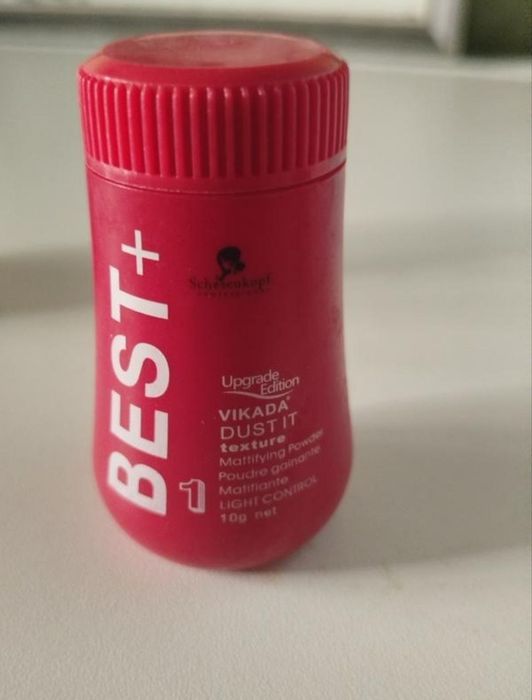 BEST+
Upgrade
Edition
VIKADA
DUST IT
texture
Mattifying Powder
Poudre gainante
Matifiante
LIGHT CONTROL
10g net
1